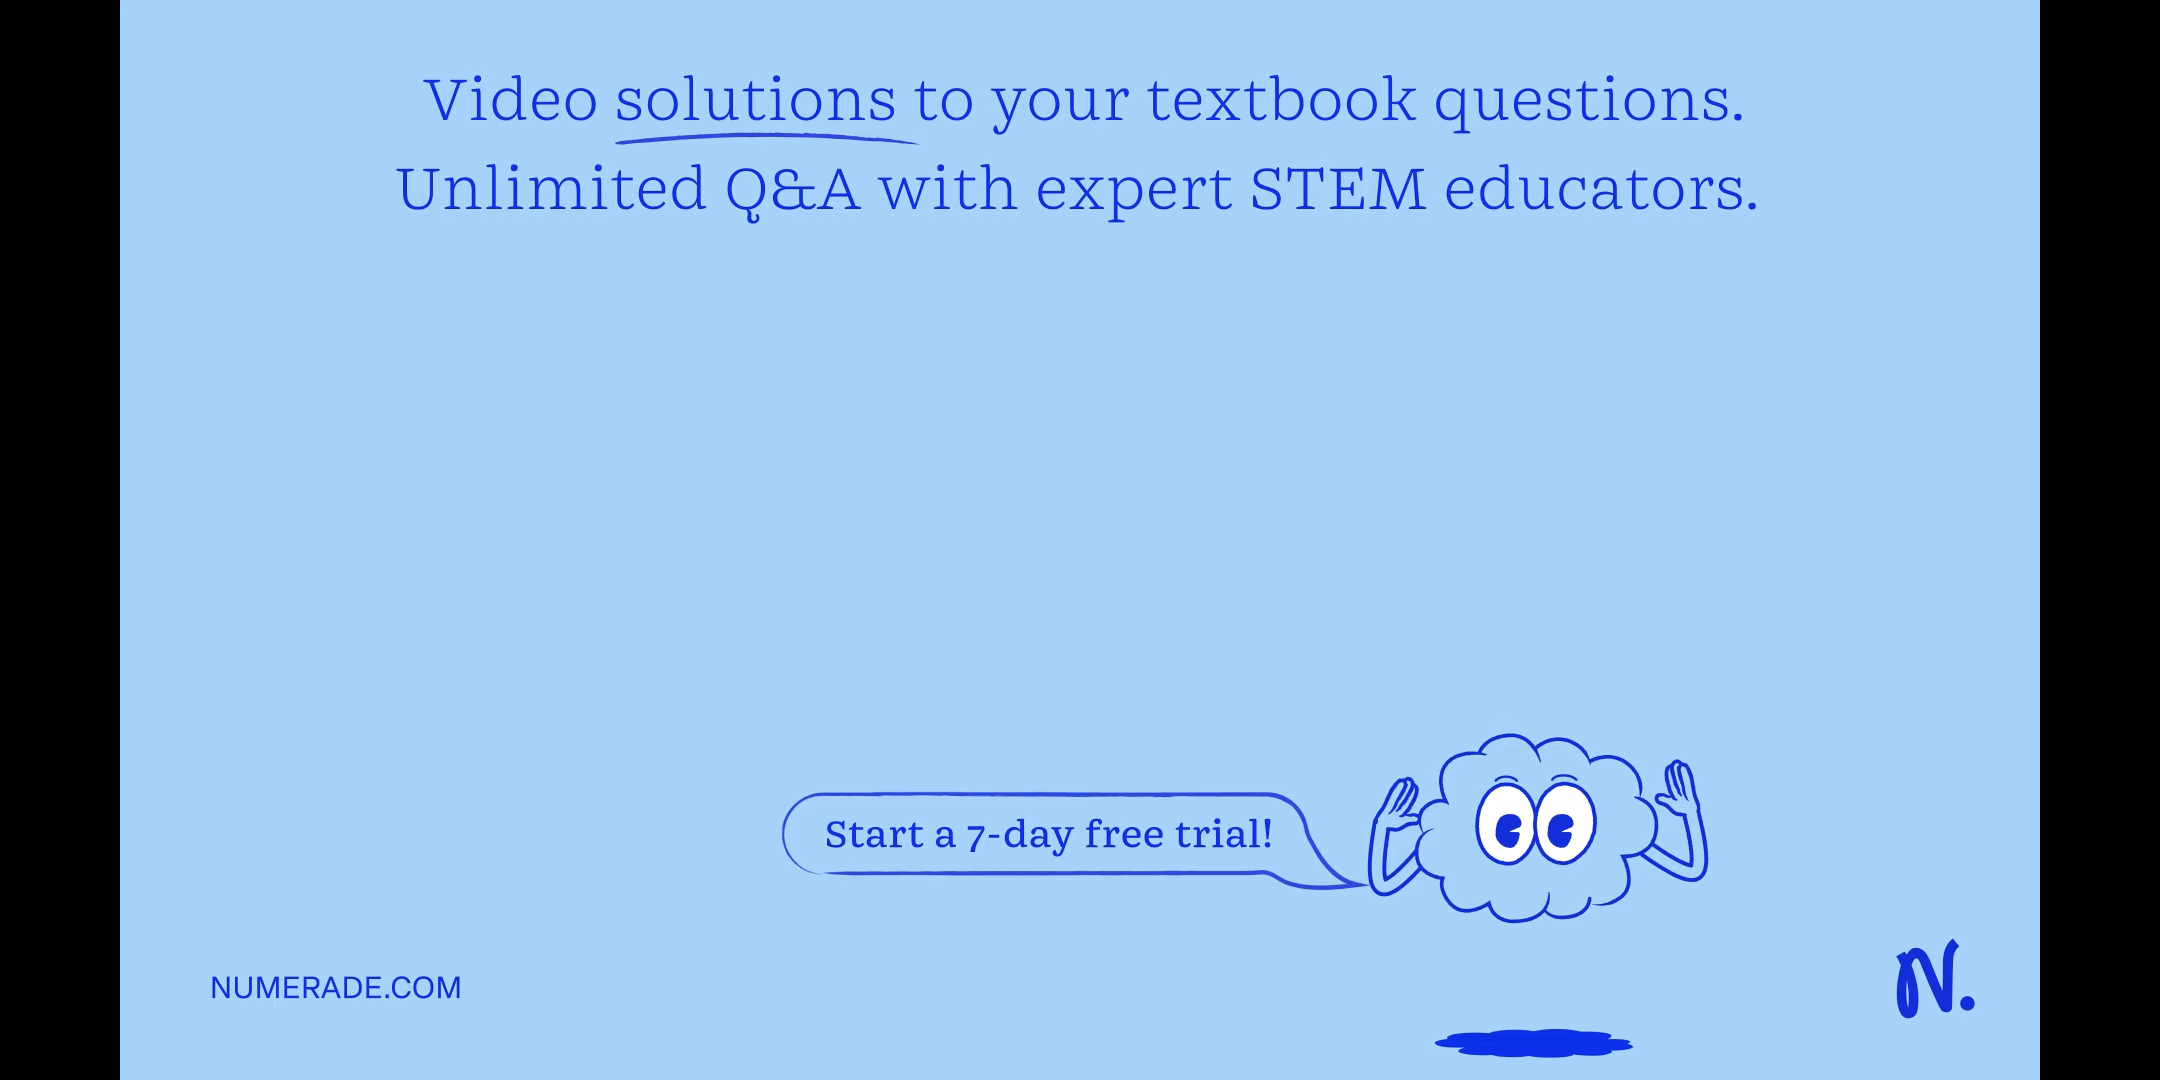 Video solutions to your textbook questions.
Unlimited Q&A with expert STEM educators.
Start a 7-day free trial!
NUMERADE.COM
N.